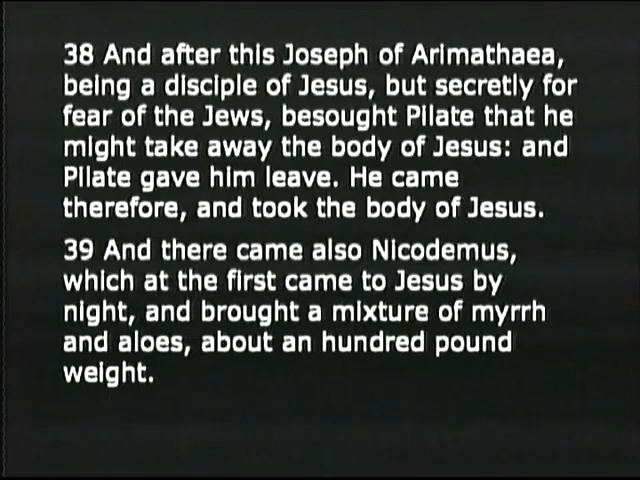 38 And after this Joseph of Arimathaea,
being a disciple of Jesus, but secretly for
fear of the Jews, besought Pilate that he
might take away the body of Jesus: and
Pilate gave him leave. He came
therefore, and took the body of Jesus.
39 And there came also Nicodemus,
which at the first came to Jesus by
night, and brought a mixture of myrrh
and aloes, about an hundred pound
weight.